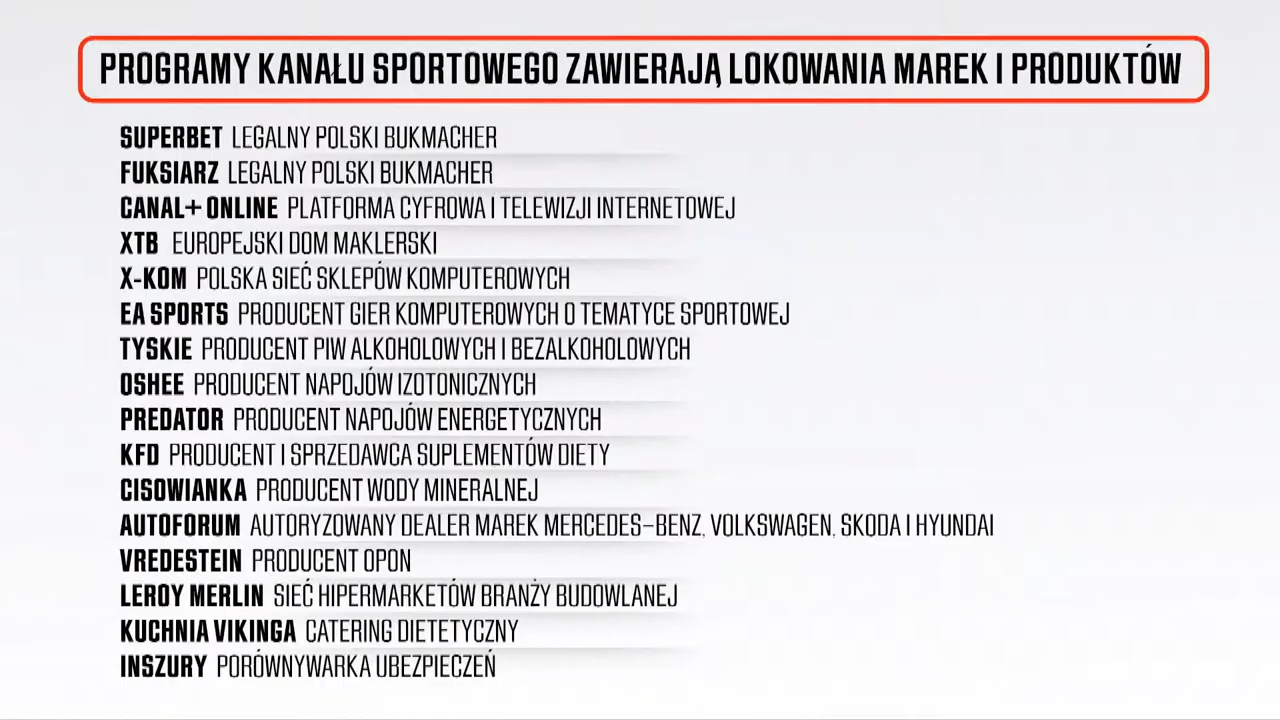 PROGRAMY KANAŁU SPORTOWEGO ZAWIERAJĄ LOKOWANIA MAREK I PRODUKTÓW
SUPERBET LEGALNY POLSKI BUKMACHER
FUKSIARZ LEGALNY POLSKI BUKMACHER
CANAL+ ONLINE PLATFORMA CYFROWA I TELEWIZJI INTERNETOWEJ
XTB EUROPEJSKI DOM MAKLERSKI
X-KOM POLSKA SIEĆ SKLEPÓW KOMPUTEROWYCH
EA SPORTS PRODUCENT GIER KOMPUTEROWYCH O TEMATYCE SPORTOWEJ
TYSKIE PRODUCENT PIW ALKOHOLOWYCH I BEZALKOHOLOWYCH
OSHEE PRODUCENT NAPOJÓW IZOTONICZNYCH
PREDATOR PRODUCENT NAPOJÓW ENERGETYCZNYCH
KFD PRODUCENT I SPRZEDAWCA SUPLEMENTÓW DIETY
CISOWIANKA PRODUCENT WODY MINERALNEJ
AUTOFORUM AUTORYZOWANY DEALER MAREK MERCEDES-BENZ, VOLKSWAGEN, SKODA I HYUNDAI
VREDESTEIN PRODUCENT OPON
LEROY MERLIN SIEĆ HIPERMARKETÓW BRANŻY BUDOWLANEJ
KUCHNIA VIKINGA CATERING DIETETYCZNY
INSZURY PORÓWNYWARKA UBEZPIECZEŃ